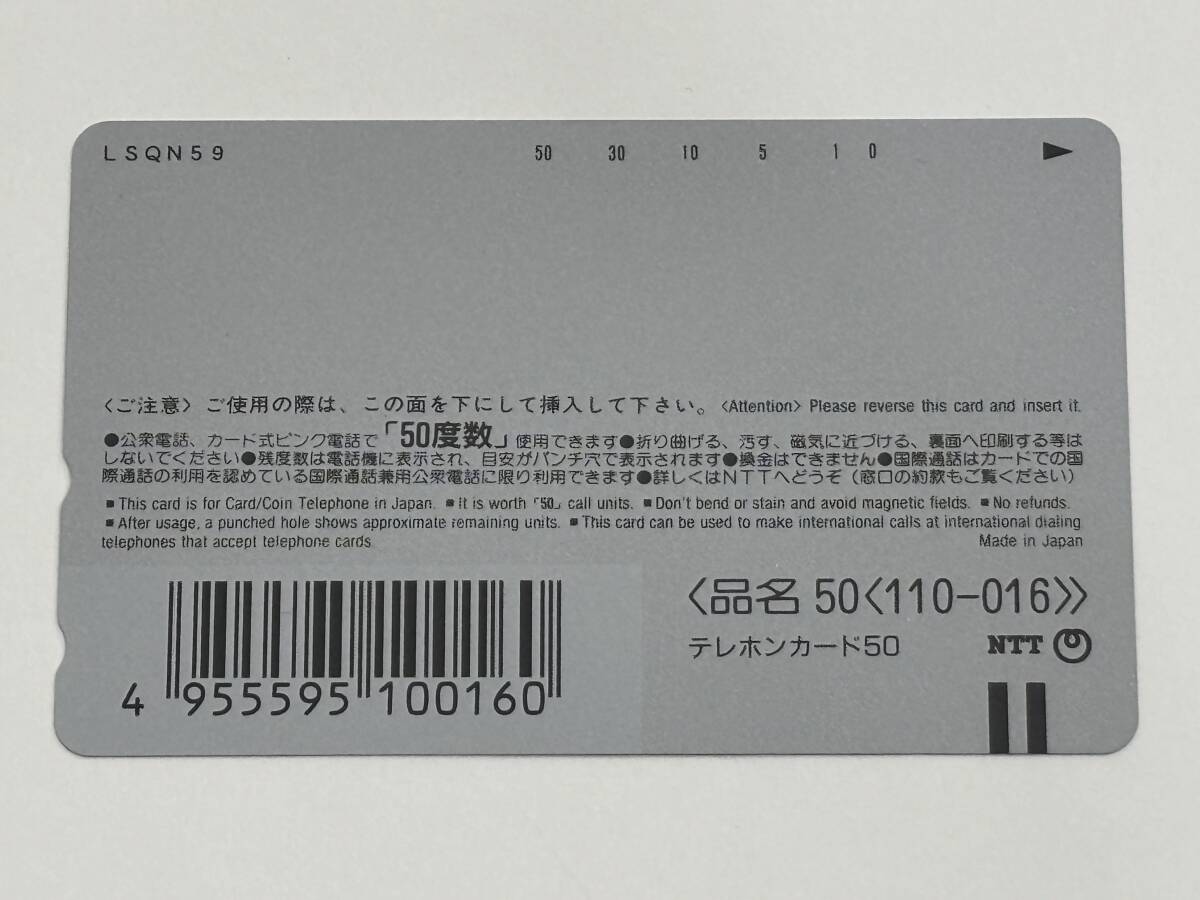 LSQN59 50 30 10 5 1 0
〈ご注意〉ご使用の際は、この面を下にして挿入して下さい。〈Attention〉Please reverse this card and insert it.
●公衆電話、カード式ピンク電話で「50度数」使用できます●折り曲げる、汚す、磁気に近づける、裏面へ印刷する等は
しないでください●残度数は電話機に表示され、目安がパンチ穴で表示されます●換金はできません●国際通話はカードでの国
際通話の利用を認めている国際通話兼用公衆電話に限り利用できます●詳しくはNTTへどうぞ（窓口の約款もご覧ください）
■This card is for Card/Coin Telephone in Japan. ■It is worth「50」call units. ■Don't bend or stain and avoid magnetic fields. ■No refunds.
■After usage, a punched hole shows approximate remaining units. ■This card can be used to make international calls at international dialing
telephones that accept telephone cards. Made in Japan
〈品名 50〈110-016〉〉
テレホンカード50 NTT
4 955595 100160